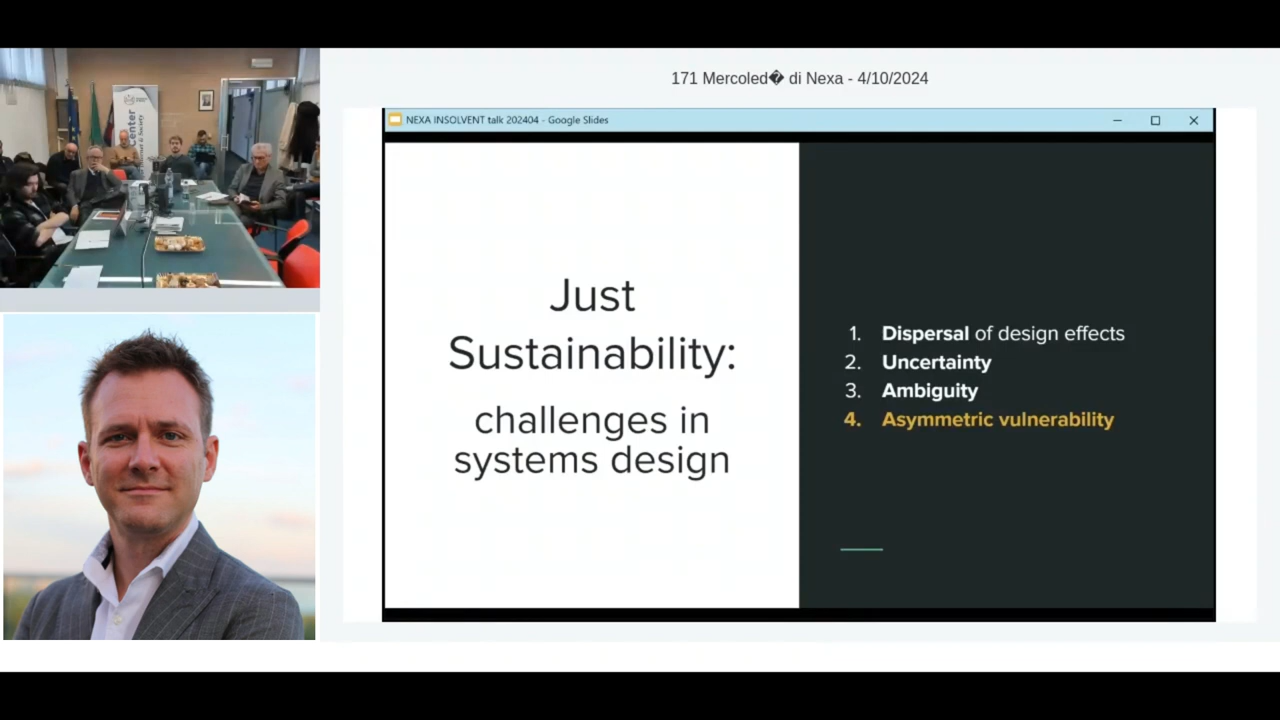 171 Mercoled� di Nexa - 4/10/2024
NEXA INSOLVENT talk 202404 - Google Slides
Just
Sustainability:
challenges in
systems design
1. Dispersal of design effects
2. Uncertainty
3. Ambiguity
4. Asymmetric vulnerability
center